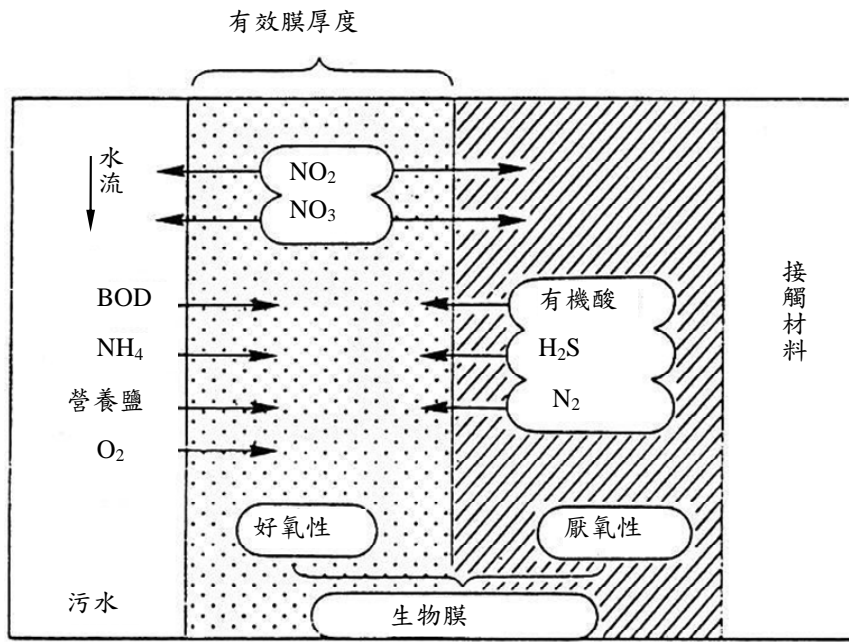 有效膜厚度
水流
NO₂
NO₃
BOD
NH₄
營養鹽
O₂
有機酸
H₂S
N₂
接觸材料
好氧性
厭氧性
污水
生物膜